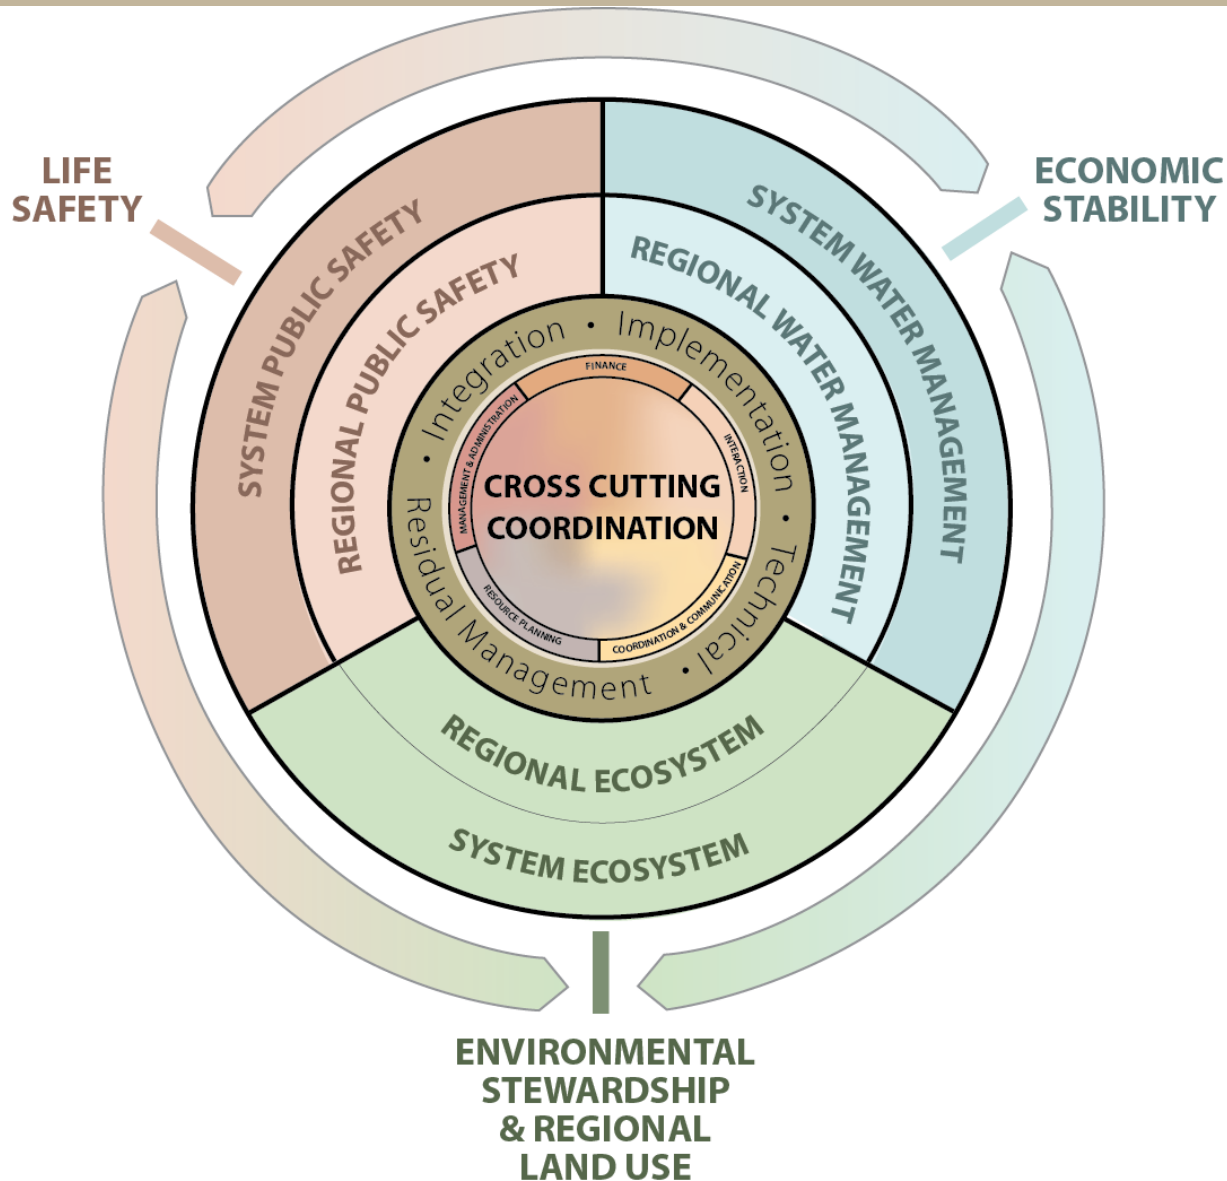 LIFE
SAFETY
ECONOMIC
STABILITY
SYSTEM PUBLIC SAFETY
REGIONAL PUBLIC SAFETY
SYSTEM WATER MANAGEMENT
REGIONAL WATER MANAGEMENT
Integration • Implementation • Technical • Residual Management •
FINANCE
MANAGEMENT & ADMINISTRATION
INTERACTION
CROSS CUTTING
COORDINATION
RESOURCE PLANNING
COORDINATION & COMMUNICATION
REGIONAL ECOSYSTEM
SYSTEM ECOSYSTEM
ENVIRONMENTAL
STEWARDSHIP
& REGIONAL
LAND USE